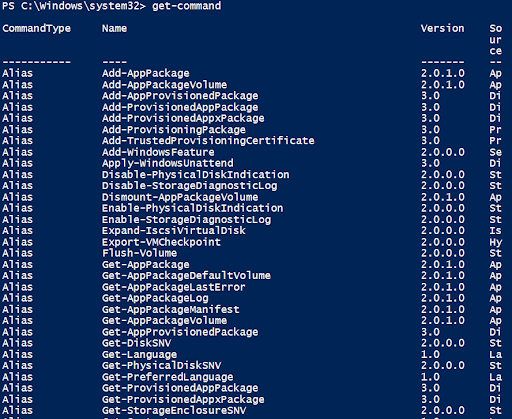 PS C:\Windows\system32> get-command
CommandType Name Version So
ur
ce
----------- ---- ------- --
Alias Add-AppPackage 2.0.1.0 Ap
Alias Add-AppPackageVolume 2.0.1.0 Ap
Alias Add-AppProvisionedPackage 3.0 Di
Alias Add-ProvisionedAppPackage 3.0 Di
Alias Add-ProvisionedAppxPackage 3.0 Di
Alias Add-ProvisioningPackage 3.0 Pr
Alias Add-TrustedProvisioningCertificate 3.0 Pr
Alias Add-WindowsFeature 2.0.0.0 Se
Alias Apply-WindowsUnattend 3.0 Di
Alias Disable-PhysicalDiskIndication 2.0.0.0 St
Alias Disable-StorageDiagnosticLog 2.0.0.0 St
Alias Dismount-AppPackageVolume 2.0.1.0 Ap
Alias Enable-PhysicalDiskIndication 2.0.0.0 St
Alias Enable-StorageDiagnosticLog 2.0.0.0 St
Alias Expand-IscsiVirtualDisk 2.0.0.0 Is
Alias Export-VMCheckpoint 2.0.0.0 Hy
Alias Flush-Volume 2.0.0.0 St
Alias Get-AppPackage 2.0.1.0 Ap
Alias Get-AppPackageDefaultVolume 2.0.1.0 Ap
Alias Get-AppPackageLastError 2.0.1.0 Ap
Alias Get-AppPackageLog 2.0.1.0 Ap
Alias Get-AppPackageManifest 2.0.1.0 Ap
Alias Get-AppPackageVolume 2.0.1.0 Ap
Alias Get-AppProvisionedPackage 3.0 Di
Alias Get-DiskSNV 2.0.0.0 St
Alias Get-Language 1.0 La
Alias Get-PhysicalDiskSNV 2.0.0.0 St
Alias Get-PreferredLanguage 1.0 La
Alias Get-ProvisionedAppPackage 3.0 Di
Alias Get-ProvisionedAppxPackage 3.0 Di
Alias Get-StorageEnclosureSNV 2.0.0.0 St